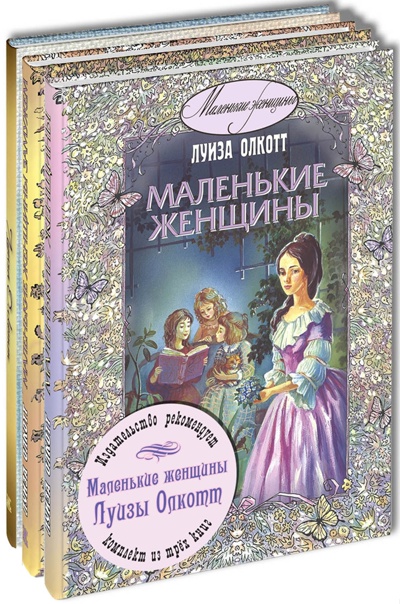 Маленькие женщины
ЛУИЗА ОЛКОТТ
МАЛЕНЬКИЕ
ЖЕНЩИНЫ
Издательство рекомендует
Маленькие женщины
Луизы Олкотт
комплект из трёх книг